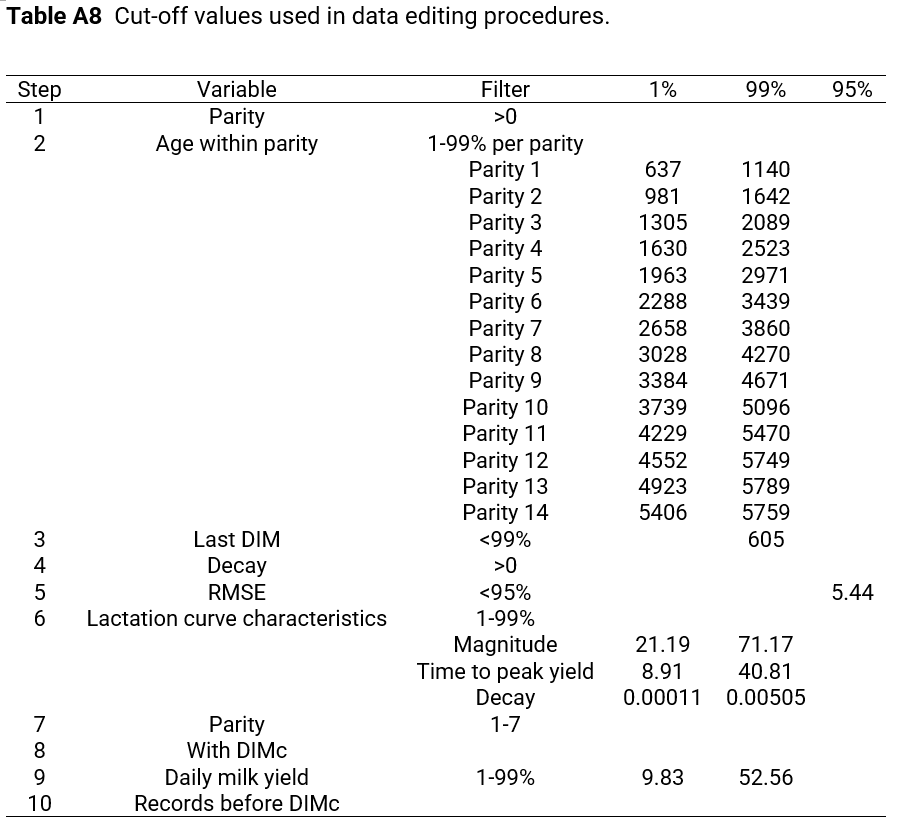 Table A8 Cut-off values used in data editing procedures.
Step Variable Filter 1% 99% 95%
1 Parity >0
2 Age within parity 1-99% per parity
Parity 1 637 1140
Parity 2 981 1642
Parity 3 1305 2089
Parity 4 1630 2523
Parity 5 1963 2971
Parity 6 2288 3439
Parity 7 2658 3860
Parity 8 3028 4270
Parity 9 3384 4671
Parity 10 3739 5096
Parity 11 4229 5470
Parity 12 4552 5749
Parity 13 4923 5789
Parity 14 5406 5759
3 Last DIM <99% 605
4 Decay >0
5 RMSE <95% 5.44
6 Lactation curve characteristics 1-99%
Magnitude 21.19 71.17
Time to peak yield 8.91 40.81
Decay 0.00011 0.00505
7 Parity 1-7
8 With DIMc
9 Daily milk yield 1-99% 9.83 52.56
10 Records before DIMc